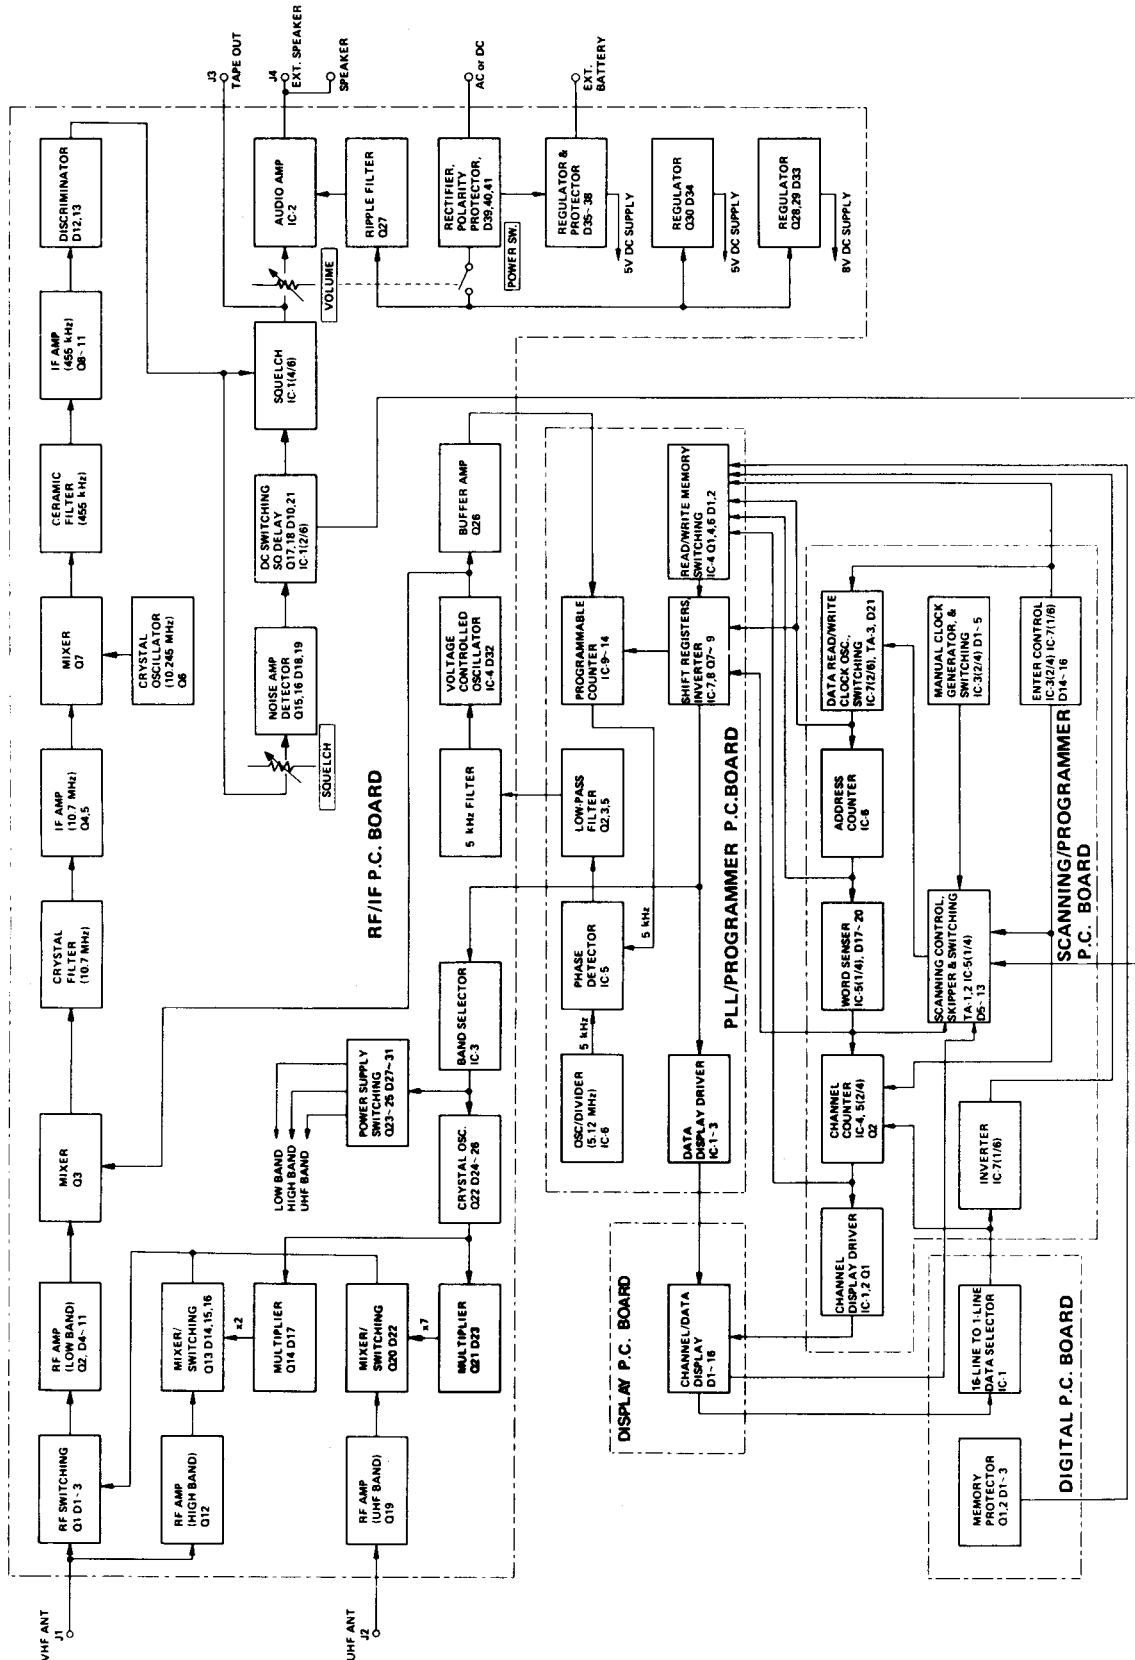 VHF ANT
J1
RF SWITCHING
Q1 D1~3
RF AMP
(LOW BAND)
Q2, D4~11
MIXER
Q3
CRYSTAL
FILTER
(10.7 MHz)
IF AMP
(10.7 MHz)
Q4,5
MIXER
Q7
CERAMIC
FILTER
(455 kHz)
IF AMP
(455 kHz)
Q8~11
DISCRIMINATOR
D12,13
CRYSTAL
OSCILLATOR
(10.245 MHz)
Q6
RF AMP
(HIGH BAND)
Q12
MIXER/
SWITCHING
Q13 D14,15,16
x2
MULTIPLIER
Q14 D17
J3
TAPE OUT
SQUELCH
NOISE AMP
DETECTOR
Q15,16 D18,19
DC SWITCHING
SQ DELAY
Q17,18 D10,21
IC-1(2/6)
SQUELCH
IC-1(4/6)
VOLUME
AUDIO AMP
IC-2
J4
EXT. SPEAKER
SPEAKER
UHF ANT
J2
RF AMP
(UHF BAND)
Q19
MIXER/
SWITCHING
Q20 D22
x7
MULTIPLIER
Q21 D23
LOW BAND
HIGH BAND
UHF BAND
POWER SUPPLY
SWITCHING
Q23~25 D27~31
RF/IF P.C. BOARD
RIPPLE FILTER
Q27
CRYSTAL OSC.
Q22 D24~26
BAND SELECTOR
IC-3
5 kHz FILTER
VOLTAGE
CONTROLLED
OSCILLATOR
IC-4 D32
BUFFER AMP
Q26
POWER SW.
RECTIFIER,
POLARITY
PROTECTOR,
D39,40,41
AC or DC
REGULATOR &
PROTECTOR
D35~38
EXT.
BATTERY
5V DC SUPPLY
REGULATOR
Q30 D34
5V DC SUPPLY
REGULATOR
Q28,29 D33
8V DC SUPPLY
OSC/DIVIDER
(5.12 MHz)
IC-6
5 kHz
PHASE
DETECTOR
IC-5
5 kHz
LOW-PASS
FILTER
Q2,3,5
PROGRAMMABLE
COUNTER
IC-9~14
DATA
DISPLAY DRIVER
IC-1~3
SHIFT REGISTERS,
INVERTER
IC-7,8 Q7~9
READ/WRITE MEMORY
SWITCHING
IC-4 Q1,4,6 D1,2
PLL/PROGRAMMER P.C.BOARD
DISPLAY P.C. BOARD
CHANNEL/DATA
DISPLAY
D1~16
CHANNEL
DISPLAY DRIVER
IC-1,2 Q1
CHANNEL
COUNTER
IC-4, 5(2/4)
Q2
WORD SENSER
IC-5(1/4), D17~20
ADDRESS
COUNTER
IC-6
DATA READ/WRITE
CLOCK OSC.,
SWITCHING
IC-7(2/6), TA-3, D21
SCANNING CONTROL,
SKIPPER & SWITCHING
TA-1,2 IC-5(1/4)
D5~13
MANUAL CLOCK
GENERATOR, &
SWITCHING
IC-3(2/4) D1~5
INVERTER
IC-7(1/6)
ENTER CONTROL
IC-3(2/4) IC-7(1/6)
D14~16
SCANNING/PROGRAMMER
P.C. BOARD
MEMORY
PROTECTOR
Q1,2 D1~3
16-LINE TO 1-LINE
DATA SELECTOR
IC-1
DIGITAL P.C. BOARD